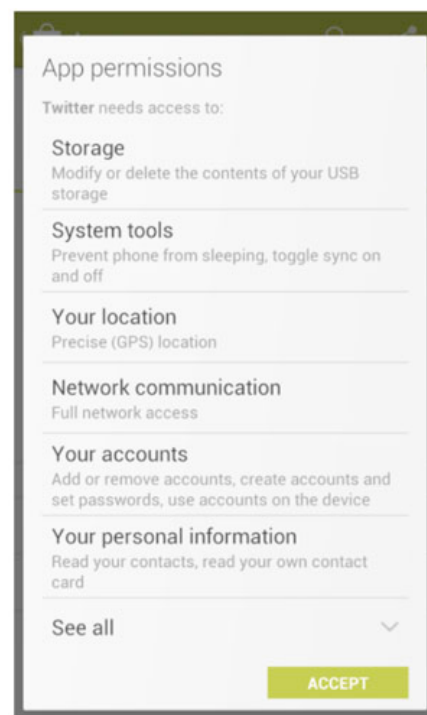 App permissions
Twitter needs access to:
Storage
Modify or delete the contents of your USB
storage
System tools
Prevent phone from sleeping, toggle sync on
and off
Your location
Precise (GPS) location
Network communication
Full network access
Your accounts
Add or remove accounts, create accounts and
set passwords, use accounts on the device
Your personal information
Read your contacts, read your own contact
card
See all
ACCEPT